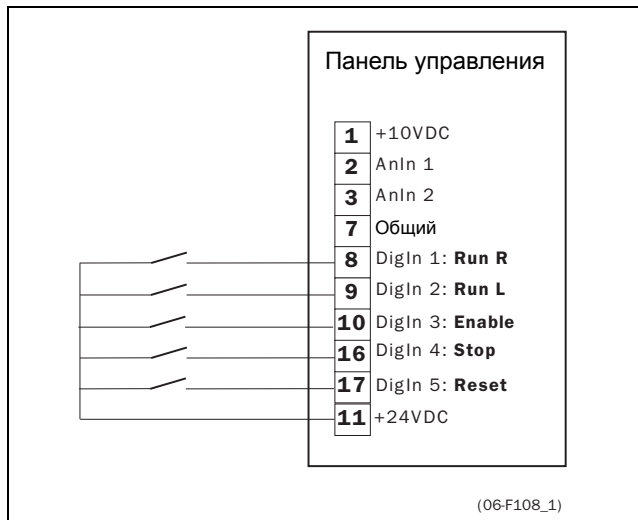 Панель управления
1 +10VDC
2 AnIn 1
3 AnIn 2
7 Общий
8 DigIn 1: Run R
9 DigIn 2: Run L
10 DigIn 3: Enable
16 DigIn 4: Stop
17 DigIn 5: Reset
11 +24VDC
(06-F108_1)